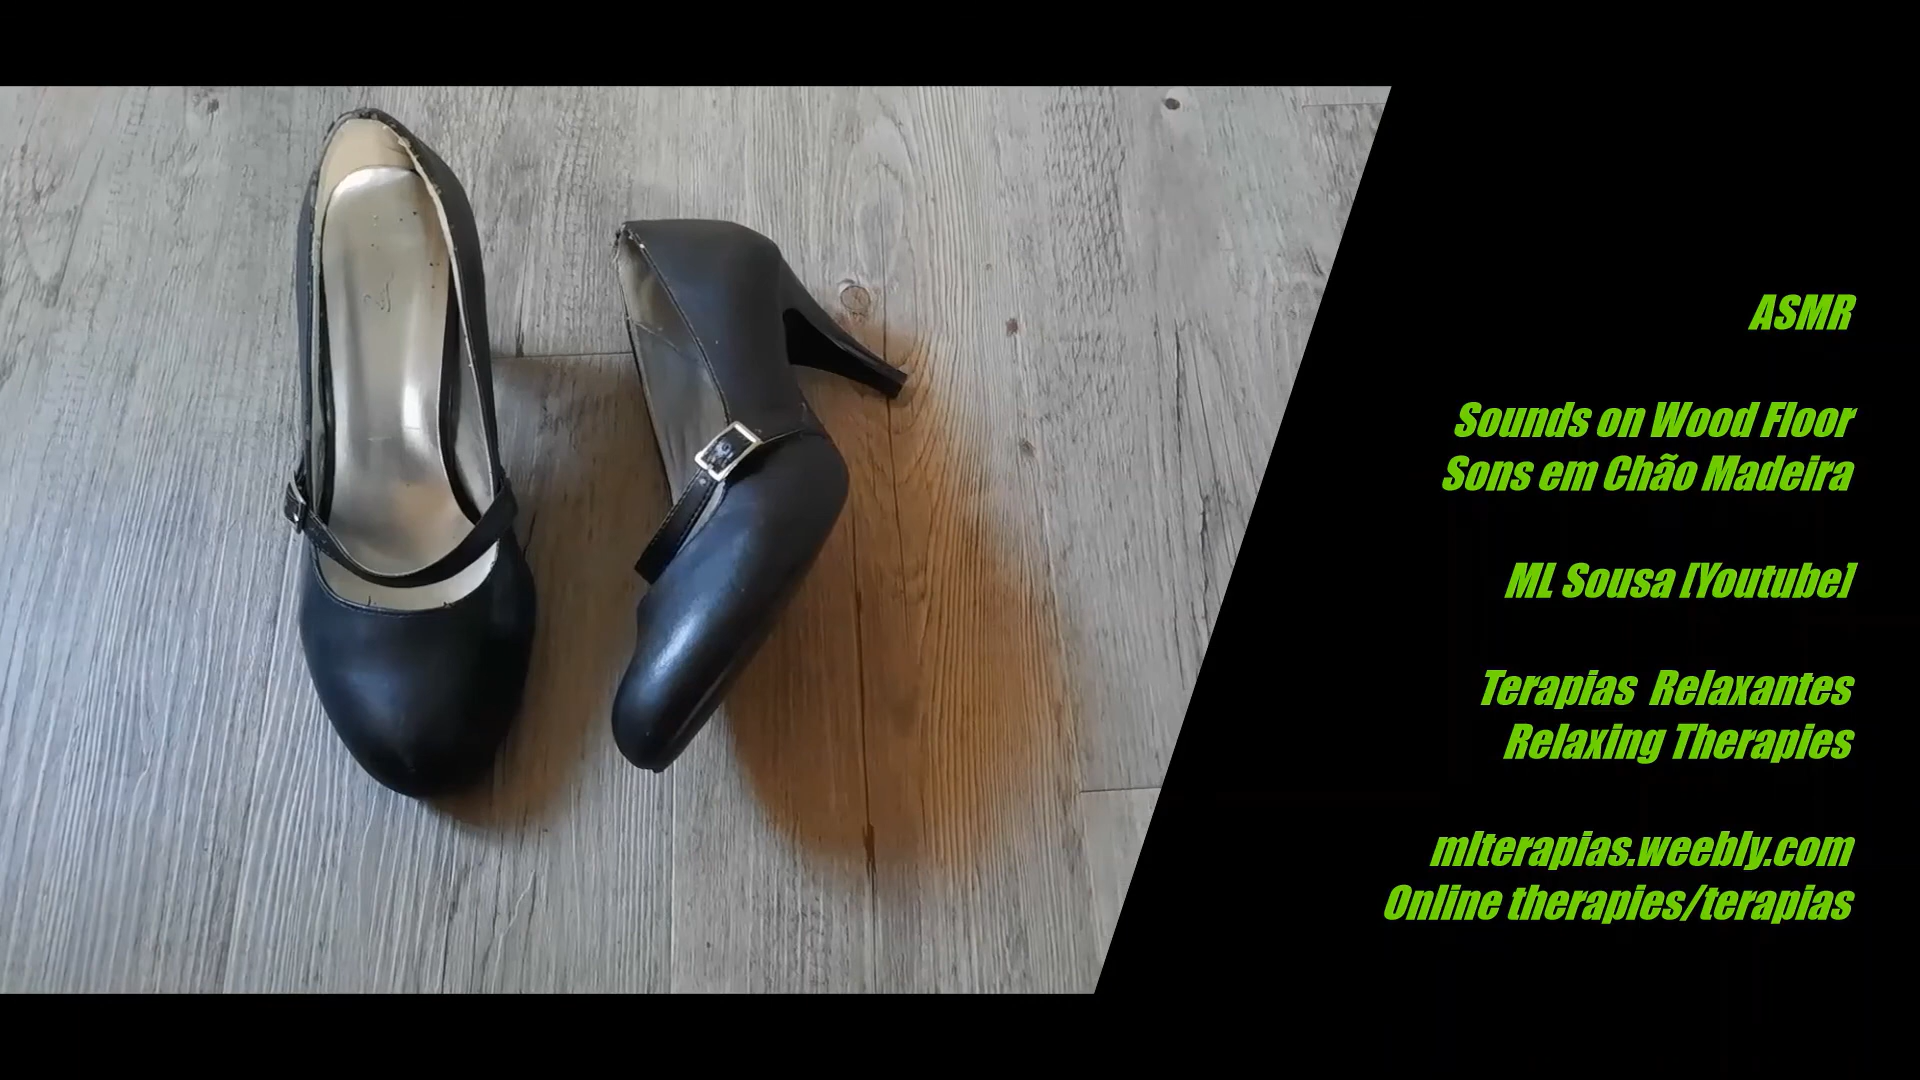 ASMR
Sounds on Wood Floor
Sons em Chão Madeira
ML Sousa [Youtube]
Terapias Relaxantes
Relaxing Therapies
mlterapias.weebly.com
Online therapies/terapias